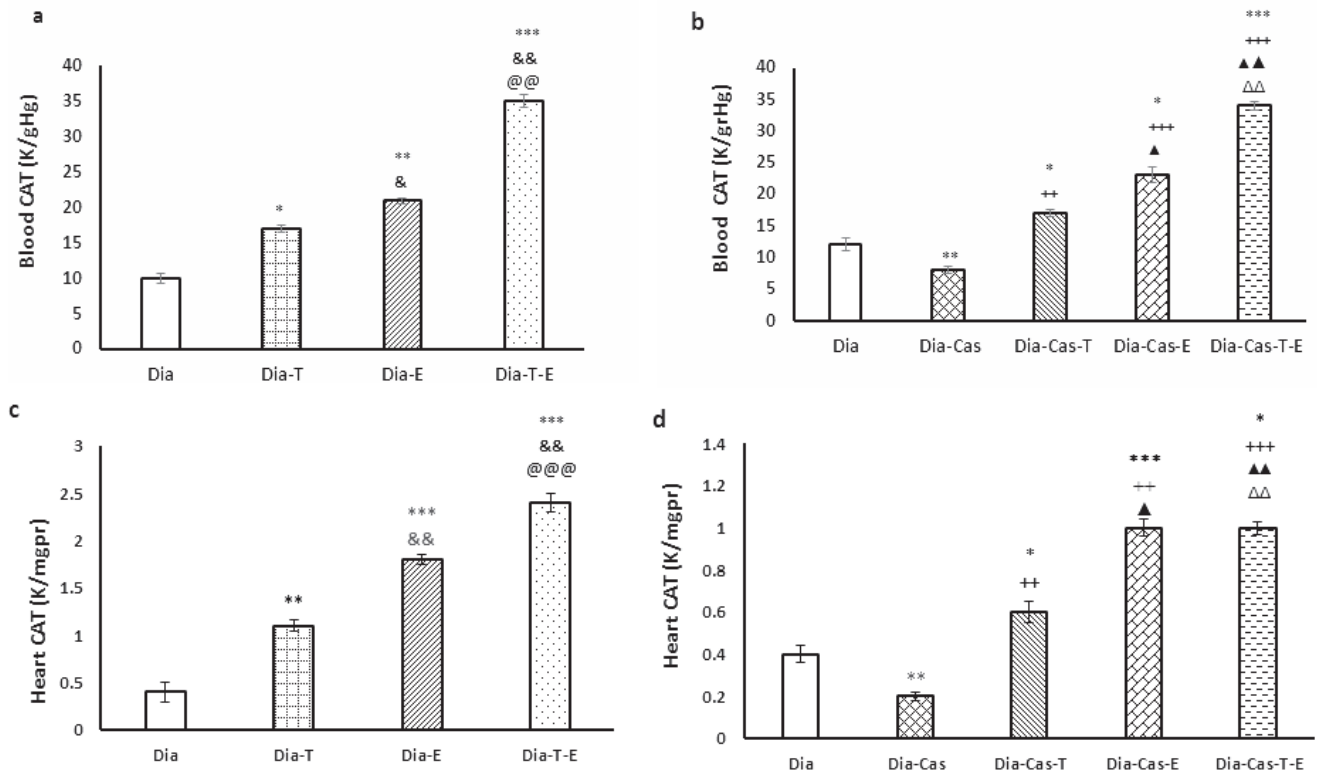 a
Blood CAT (K/gHg)
40
35
30
25
20
15
10
5
0
*
**
&
***
&&
@@
Dia
Dia-T
Dia-E
Dia-T-E
b
Blood CAT (K/grHg)
40
35
30
25
20
15
10
5
0
**
*
++
*
+++
▲
***
+++
▲▲
ΔΔ
Dia
Dia-Cas
Dia-Cas-T
Dia-Cas-E
Dia-Cas-T-E
c
Heart CAT (K/mgpr)
3
2.5
2
1.5
1
0.5
0
**
***
&&
***
&&
@@@
Dia
Dia-T
Dia-E
Dia-T-E
d
Heart CAT (K/mgpr)
1.4
1.2
1
0.8
0.6
0.4
0.2
0
**
*
++
***
++
▲
*
+++
▲▲
ΔΔ
Dia
Dia-Cas
Dia-Cas-T
Dia-Cas-E
Dia-Cas-T-E